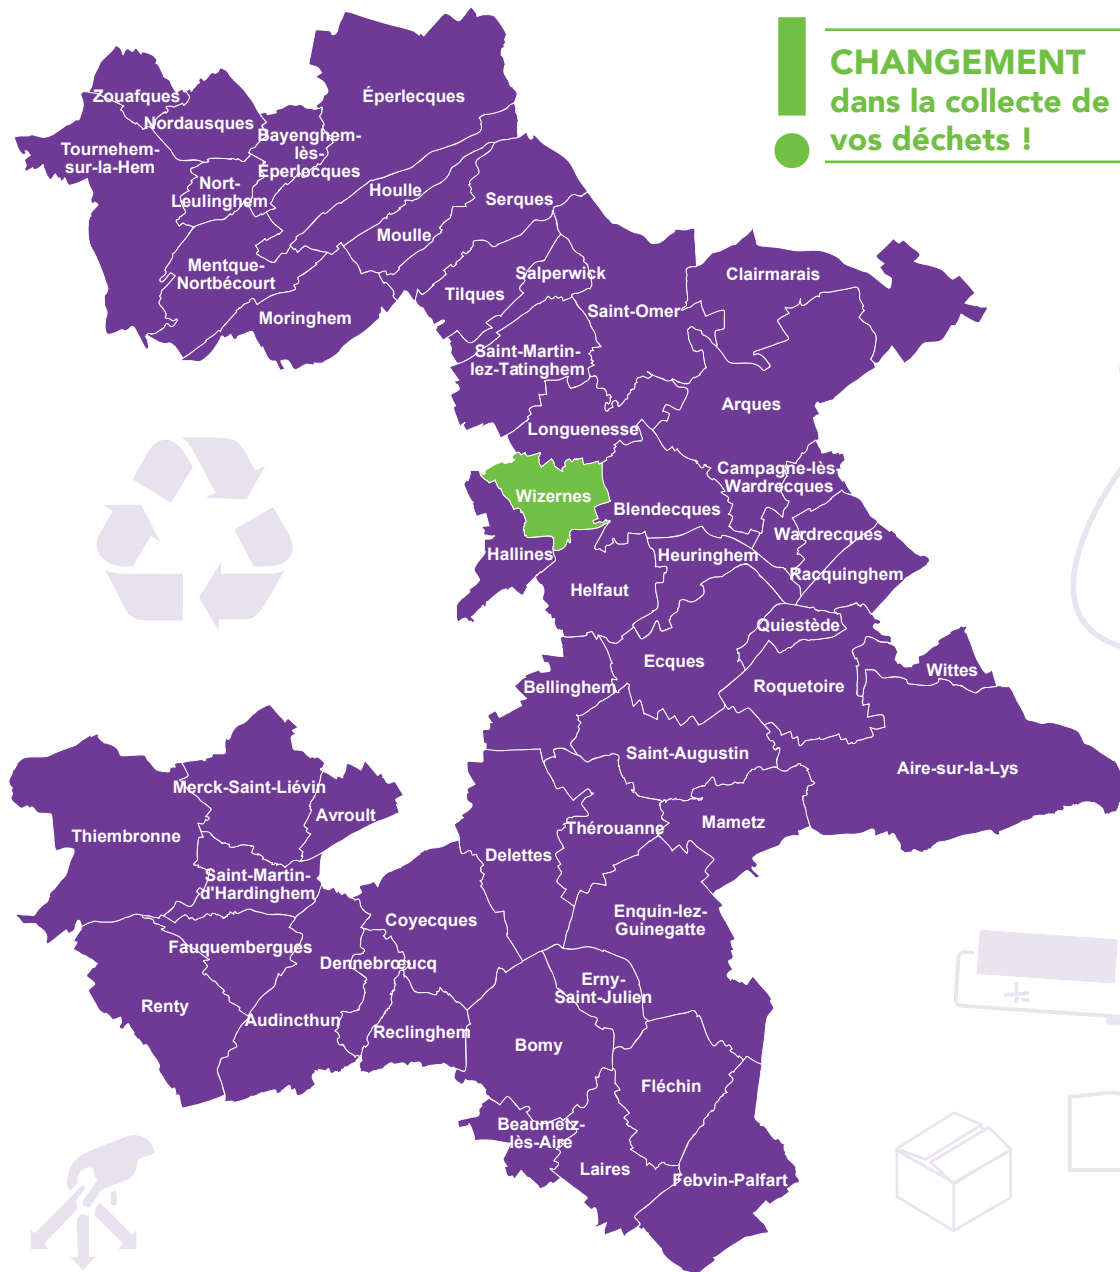 CHANGEMENT
dans la collecte de
vos déchets !
Éperlecques
Zouafques
Nordausques
Bayenghem-
lès-
Éperlecques
Tournehem-
sur-la-Hem
Nort-
Leulinghem
Houlle
Serques
Moulle
Mentque-
Nortbécourt
Salperwick
Clairmarais
Tilques
Saint-Omer
Moringhem
Saint-Martin-
lez-Tatinghem
Arques
Longuenesse
Campagne-lès-
Wardrecques
Wizernes
Blendecques
Wardrecques
Hallines
Heuringhem
Racquinghem
Helfaut
Quiestède
Ecques
Wittes
Bellinghem
Roquetoire
Saint-Augustin
Aire-sur-la-Lys
Merck-Saint-Liévin
Avroult
Thiembronne
Thérouanne
Mametz
Delettes
Saint-Martin-
d'Hardinghem
Coyecques
Enquin-lez-
Guinegatte
Fauquembergues
Dennebrœucq
Erny-
Saint-Julien
Renty
Audincthun
Reclinghem
Bomy
Fléchin
Beaumetz-
lès-Aire
Laires
Febvin-Palfart